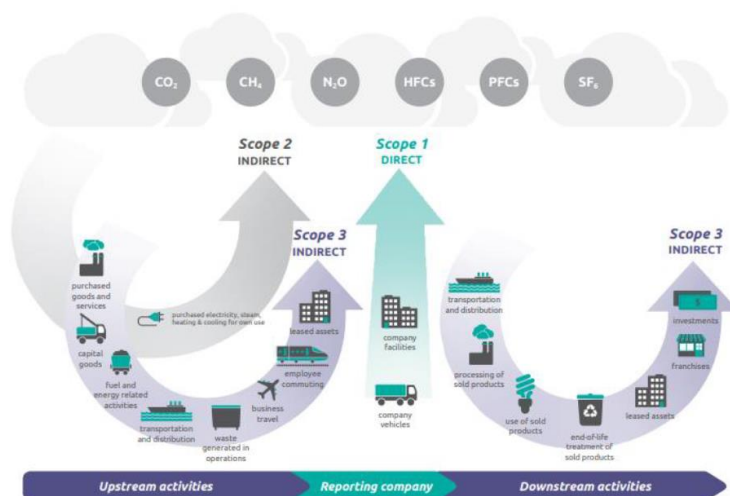 CO₂
CH₄
N₂O
HFCs
PFCs
SF₆
Scope 2
INDIRECT
Scope 1
DIRECT
Scope 3
INDIRECT
Scope 3
INDIRECT
purchased
goods and
services
capital
goods
fuel and
energy related
activities
purchased electricity, steam,
heating & cooling for own use
transportation
and distribution
waste
generated in
operations
business
travel
employee
commuting
leased assets
company
facilities
company
vehicles
transportation
and distribution
processing of
sold products
use of sold
products
end-of-life
treatment of
sold products
leased assets
franchises
$
investments
Upstream activities
Reporting company
Downstream activities